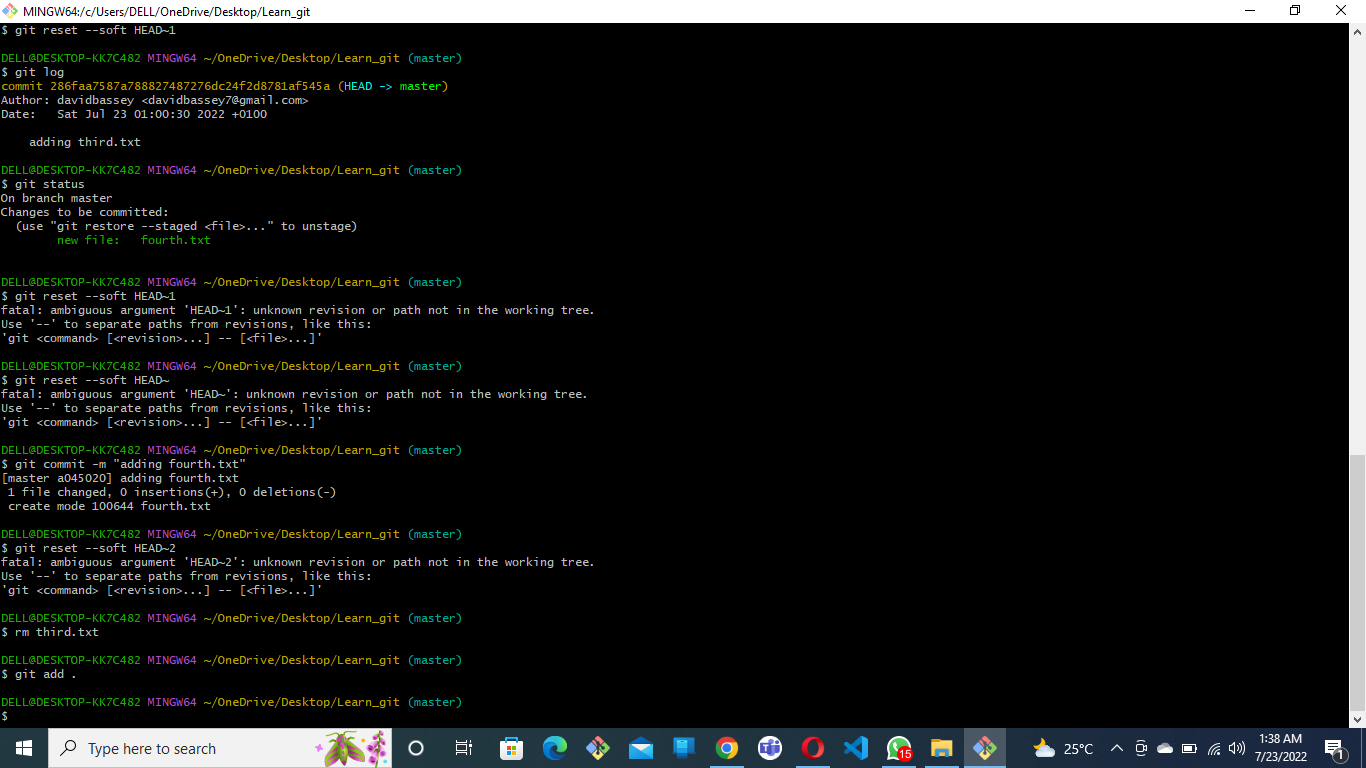 MINGW64:/c/Users/DELL/OneDrive/Desktop/Learn_git
$ git reset --soft HEAD~1
DELL@DESKTOP-KK7C482 MINGW64 ~/OneDrive/Desktop/Learn_git (master)
$ git log
commit 286faa7587a788827487276dc24f2d8781af545a (HEAD -> master)
Author: davidbassey <davidbassey7@gmail.com>
Date:   Sat Jul 23 01:00:30 2022 +0100
    adding third.txt
DELL@DESKTOP-KK7C482 MINGW64 ~/OneDrive/Desktop/Learn_git (master)
$ git status
On branch master
Changes to be committed:
  (use "git restore --staged <file>..." to unstage)
        new file:   fourth.txt
DELL@DESKTOP-KK7C482 MINGW64 ~/OneDrive/Desktop/Learn_git (master)
$ git reset --soft HEAD~1
fatal: ambiguous argument 'HEAD~1': unknown revision or path not in the working tree.
Use '--' to separate paths from revisions, like this:
'git <command> [<revision>...] -- [<file>...]'
DELL@DESKTOP-KK7C482 MINGW64 ~/OneDrive/Desktop/Learn_git (master)
$ git reset --soft HEAD~
fatal: ambiguous argument 'HEAD~': unknown revision or path not in the working tree.
Use '--' to separate paths from revisions, like this:
'git <command> [<revision>...] -- [<file>...]'
DELL@DESKTOP-KK7C482 MINGW64 ~/OneDrive/Desktop/Learn_git (master)
$ git commit -m "adding fourth.txt"
[master a045020] adding fourth.txt
 1 file changed, 0 insertions(+), 0 deletions(-)
 create mode 100644 fourth.txt
DELL@DESKTOP-KK7C482 MINGW64 ~/OneDrive/Desktop/Learn_git (master)
$ git reset --soft HEAD~2
fatal: ambiguous argument 'HEAD~2': unknown revision or path not in the working tree.
Use '--' to separate paths from revisions, like this:
'git <command> [<revision>...] -- [<file>...]'
DELL@DESKTOP-KK7C482 MINGW64 ~/OneDrive/Desktop/Learn_git (master)
$ rm third.txt
DELL@DESKTOP-KK7C482 MINGW64 ~/OneDrive/Desktop/Learn_git (master)
$ git add .
DELL@DESKTOP-KK7C482 MINGW64 ~/OneDrive/Desktop/Learn_git (master)
$
Type here to search
15
25°C
1:38 AM
7/23/2022
1